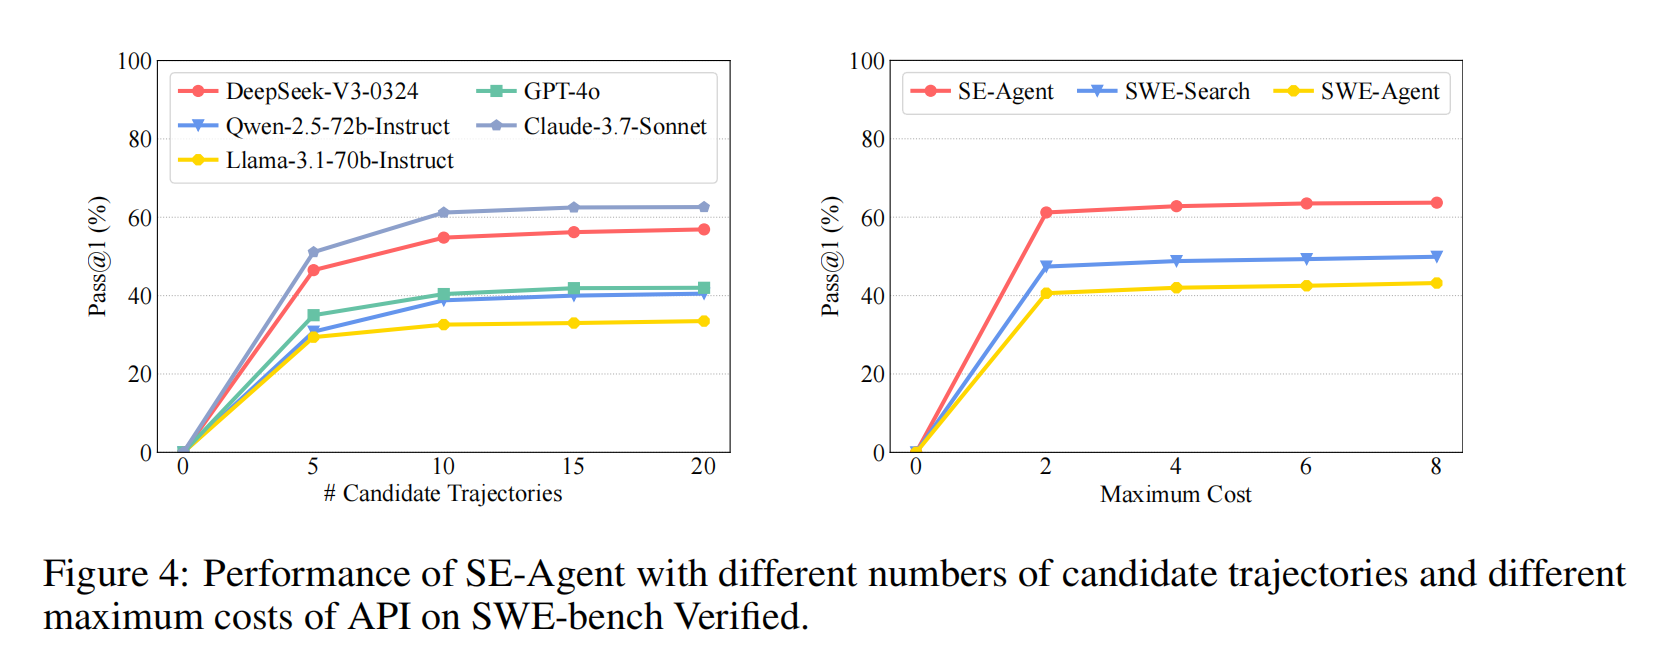 100
80
60
40
20
0
Pass@1 (%)
DeepSeek-V3-0324
Qwen-2.5-72b-Instruct
Llama-3.1-70b-Instruct
GPT-4o
Claude-3.7-Sonnet
0 5 10 15 20
# Candidate Trajectories
100
80
60
40
20
0
Pass@1 (%)
SE-Agent SWE-Search SWE-Agent
0 2 4 6 8
Maximum Cost
Figure 4: Performance of SE-Agent with different numbers of candidate trajectories and different
maximum costs of API on SWE-bench Verified.